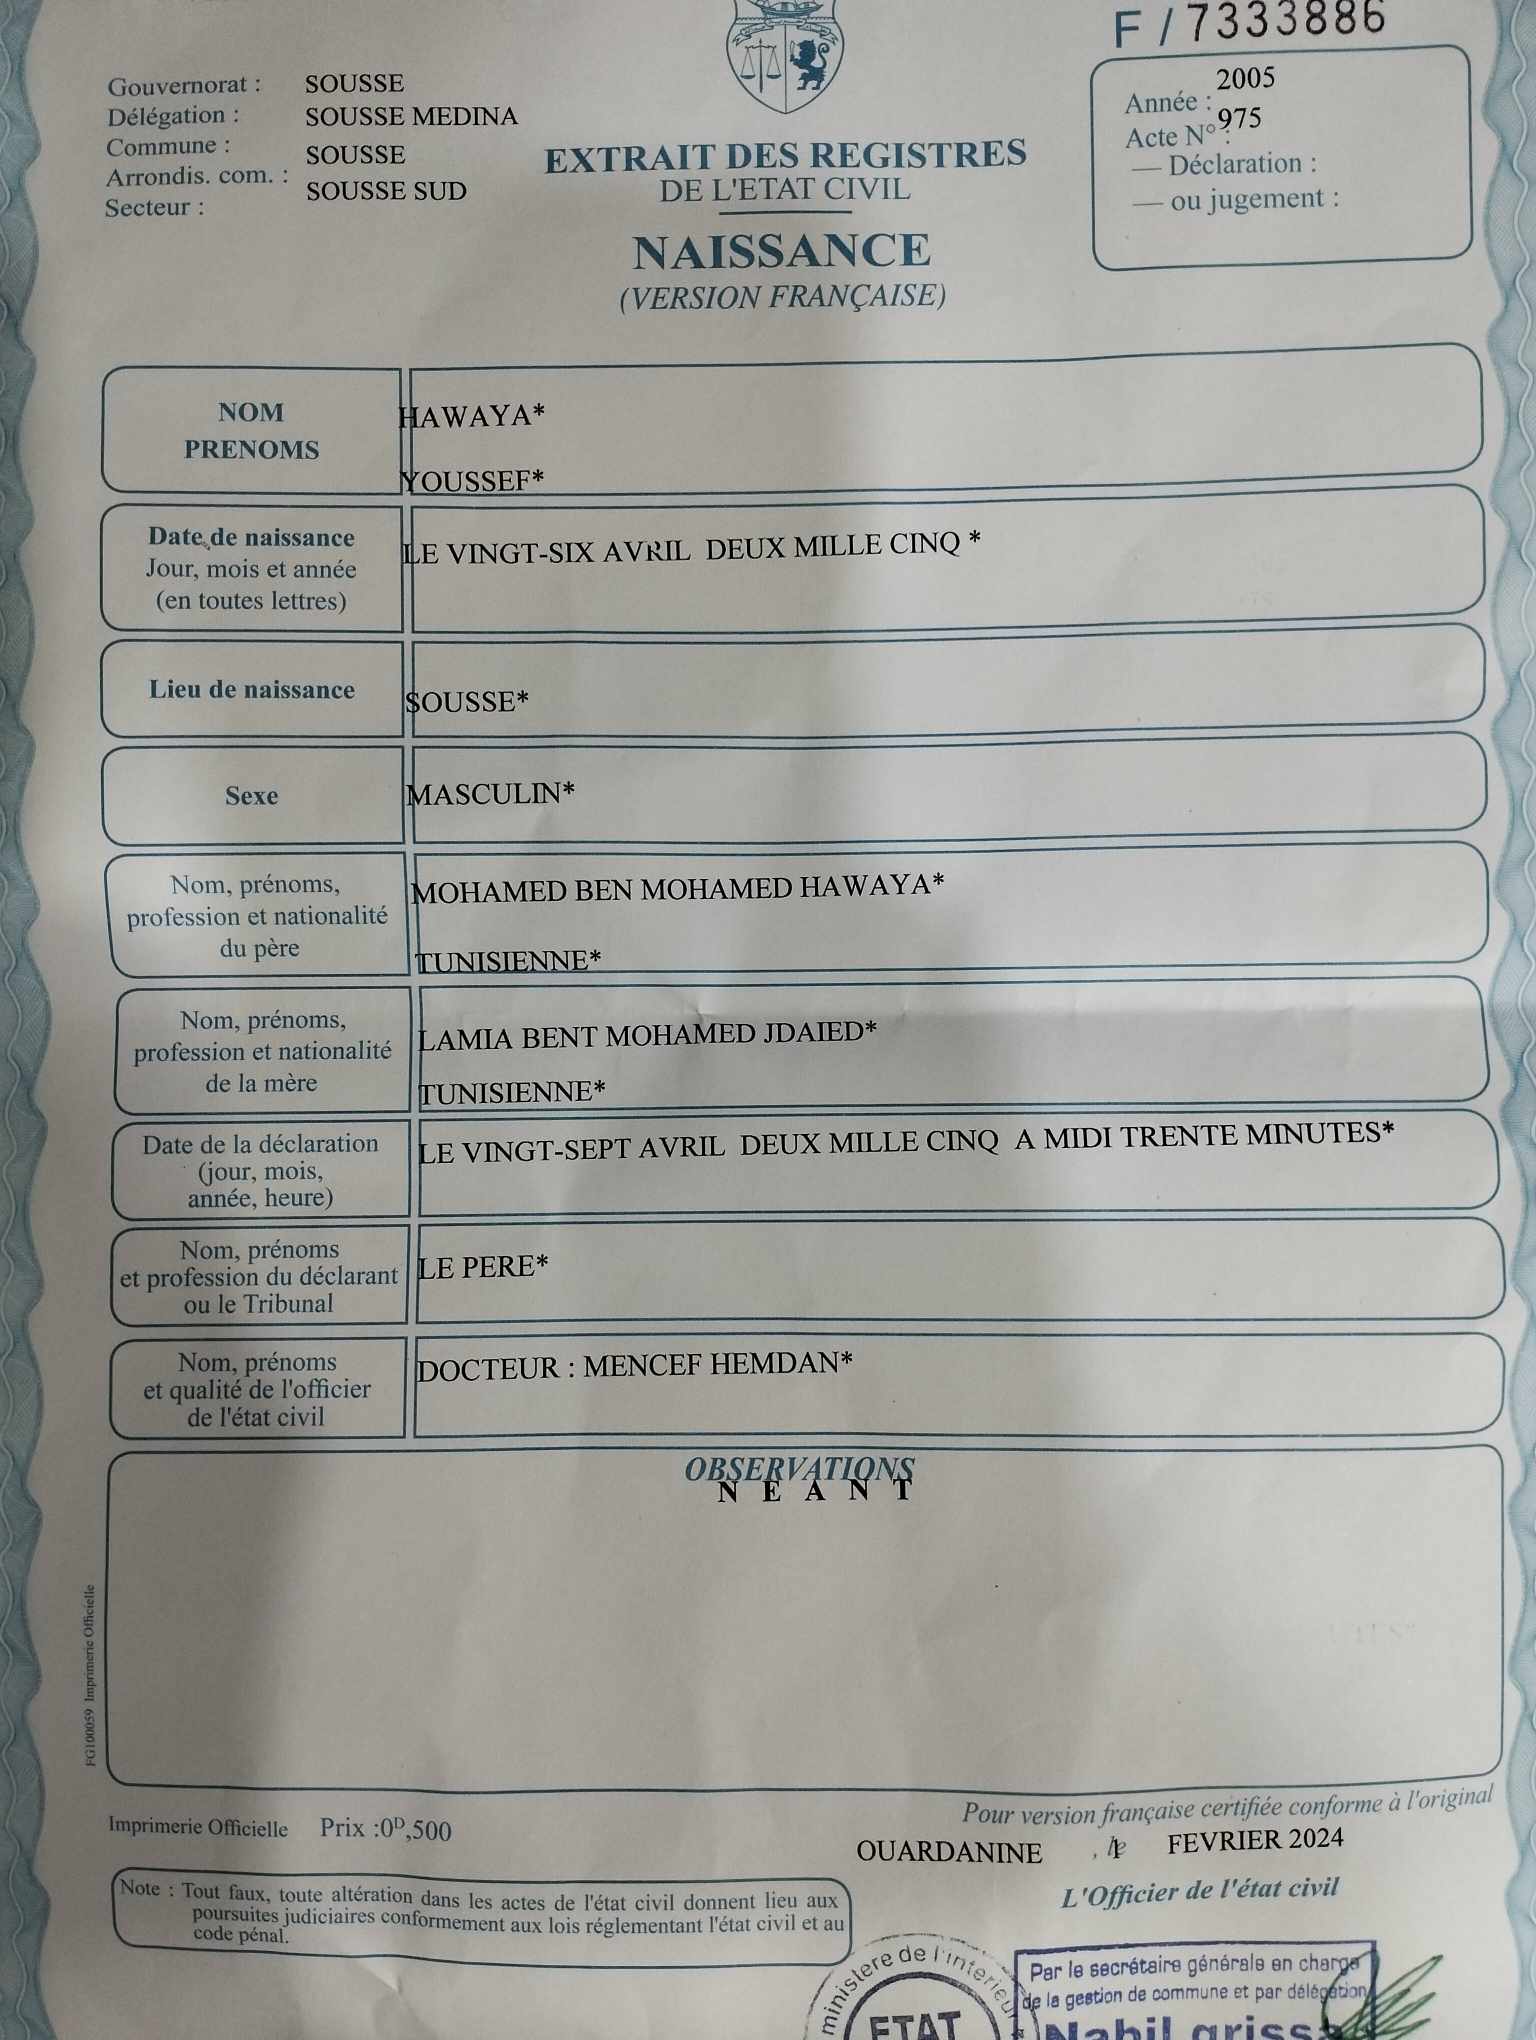 F / 7333886
Gouvernorat : SOUSSE
Délégation : SOUSSE MEDINA
Commune : SOUSSE
Arrondis. com. : SOUSSE SUD
Secteur :
EXTRAIT DES REGISTRES
DE L'ETAT CIVIL
NAISSANCE
(VERSION FRANÇAISE)
Année : 2005
Acte N° : 975
— Déclaration :
— ou jugement :
NOM
PRENOMS
HAWAYA*
YOUSSEF*
Date de naissance
Jour, mois et année
(en toutes lettres)
LE VINGT-SIX AVRIL DEUX MILLE CINQ *
Lieu de naissance
SOUSSE*
Sexe
MASCULIN*
Nom, prénoms,
profession et nationalité
du père
MOHAMED BEN MOHAMED HAWAYA*
TUNISIENNE*
Nom, prénoms,
profession et nationalité
de la mère
LAMIA BENT MOHAMED JDAIED*
TUNISIENNE*
Date de la déclaration
(jour, mois,
année, heure)
LE VINGT-SEPT AVRIL DEUX MILLE CINQ A MIDI TRENTE MINUTES*
Nom, prénoms
et profession du déclarant
ou le Tribunal
LE PERE*
Nom, prénoms
et qualité de l'officier
de l'état civil
DOCTEUR : MENCEF HEMDAN*
OBSERVATIONS
N E A N T
FG100059 Imprimerie Officielle
Imprimerie Officielle Prix :0D,500
Pour version française certifiée conforme à l'original
OUARDANINE , le 1 FEVRIER 2024
L'Officier de l'état civil
Note : Tout faux, toute altération dans les actes de l'état civil donnent lieu aux
poursuites judiciaires conformement aux lois réglementant l'état civil et au
code pénal.
ministere de l'interieur
ETAT
Par le secrétaire générale en charge
de la gestion de commune et par délégation
Nabil grissa